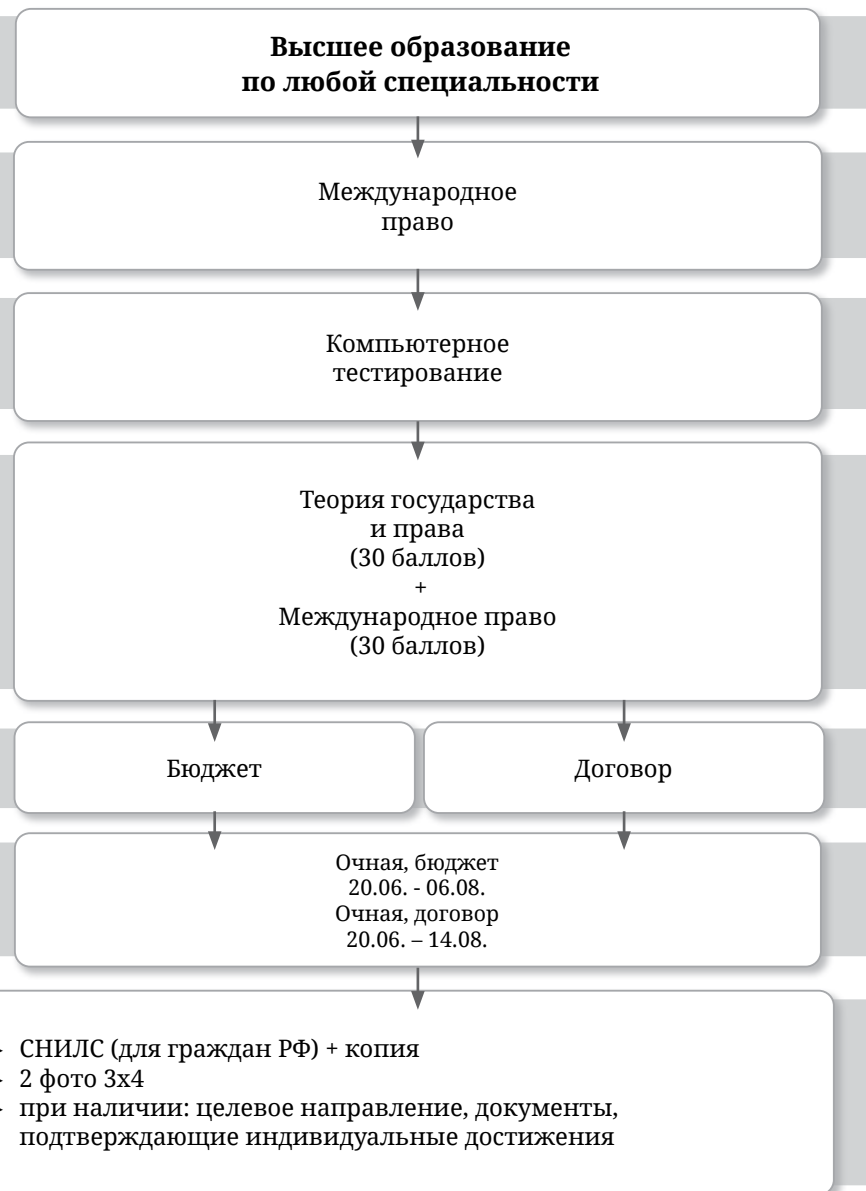 Высшее образование
по любой специальности
Международное
право
Компьютерное
тестирование
Теория государства
и права
(30 баллов)
+
Международное право
(30 баллов)
Бюджет
Договор
Очная, бюджет
20.06. - 06.08.
Очная, договор
20.06. – 14.08.
СНИЛС (для граждан РФ) + копия
2 фото 3х4
при наличии: целевое направление, документы,
подтверждающие индивидуальные достижения